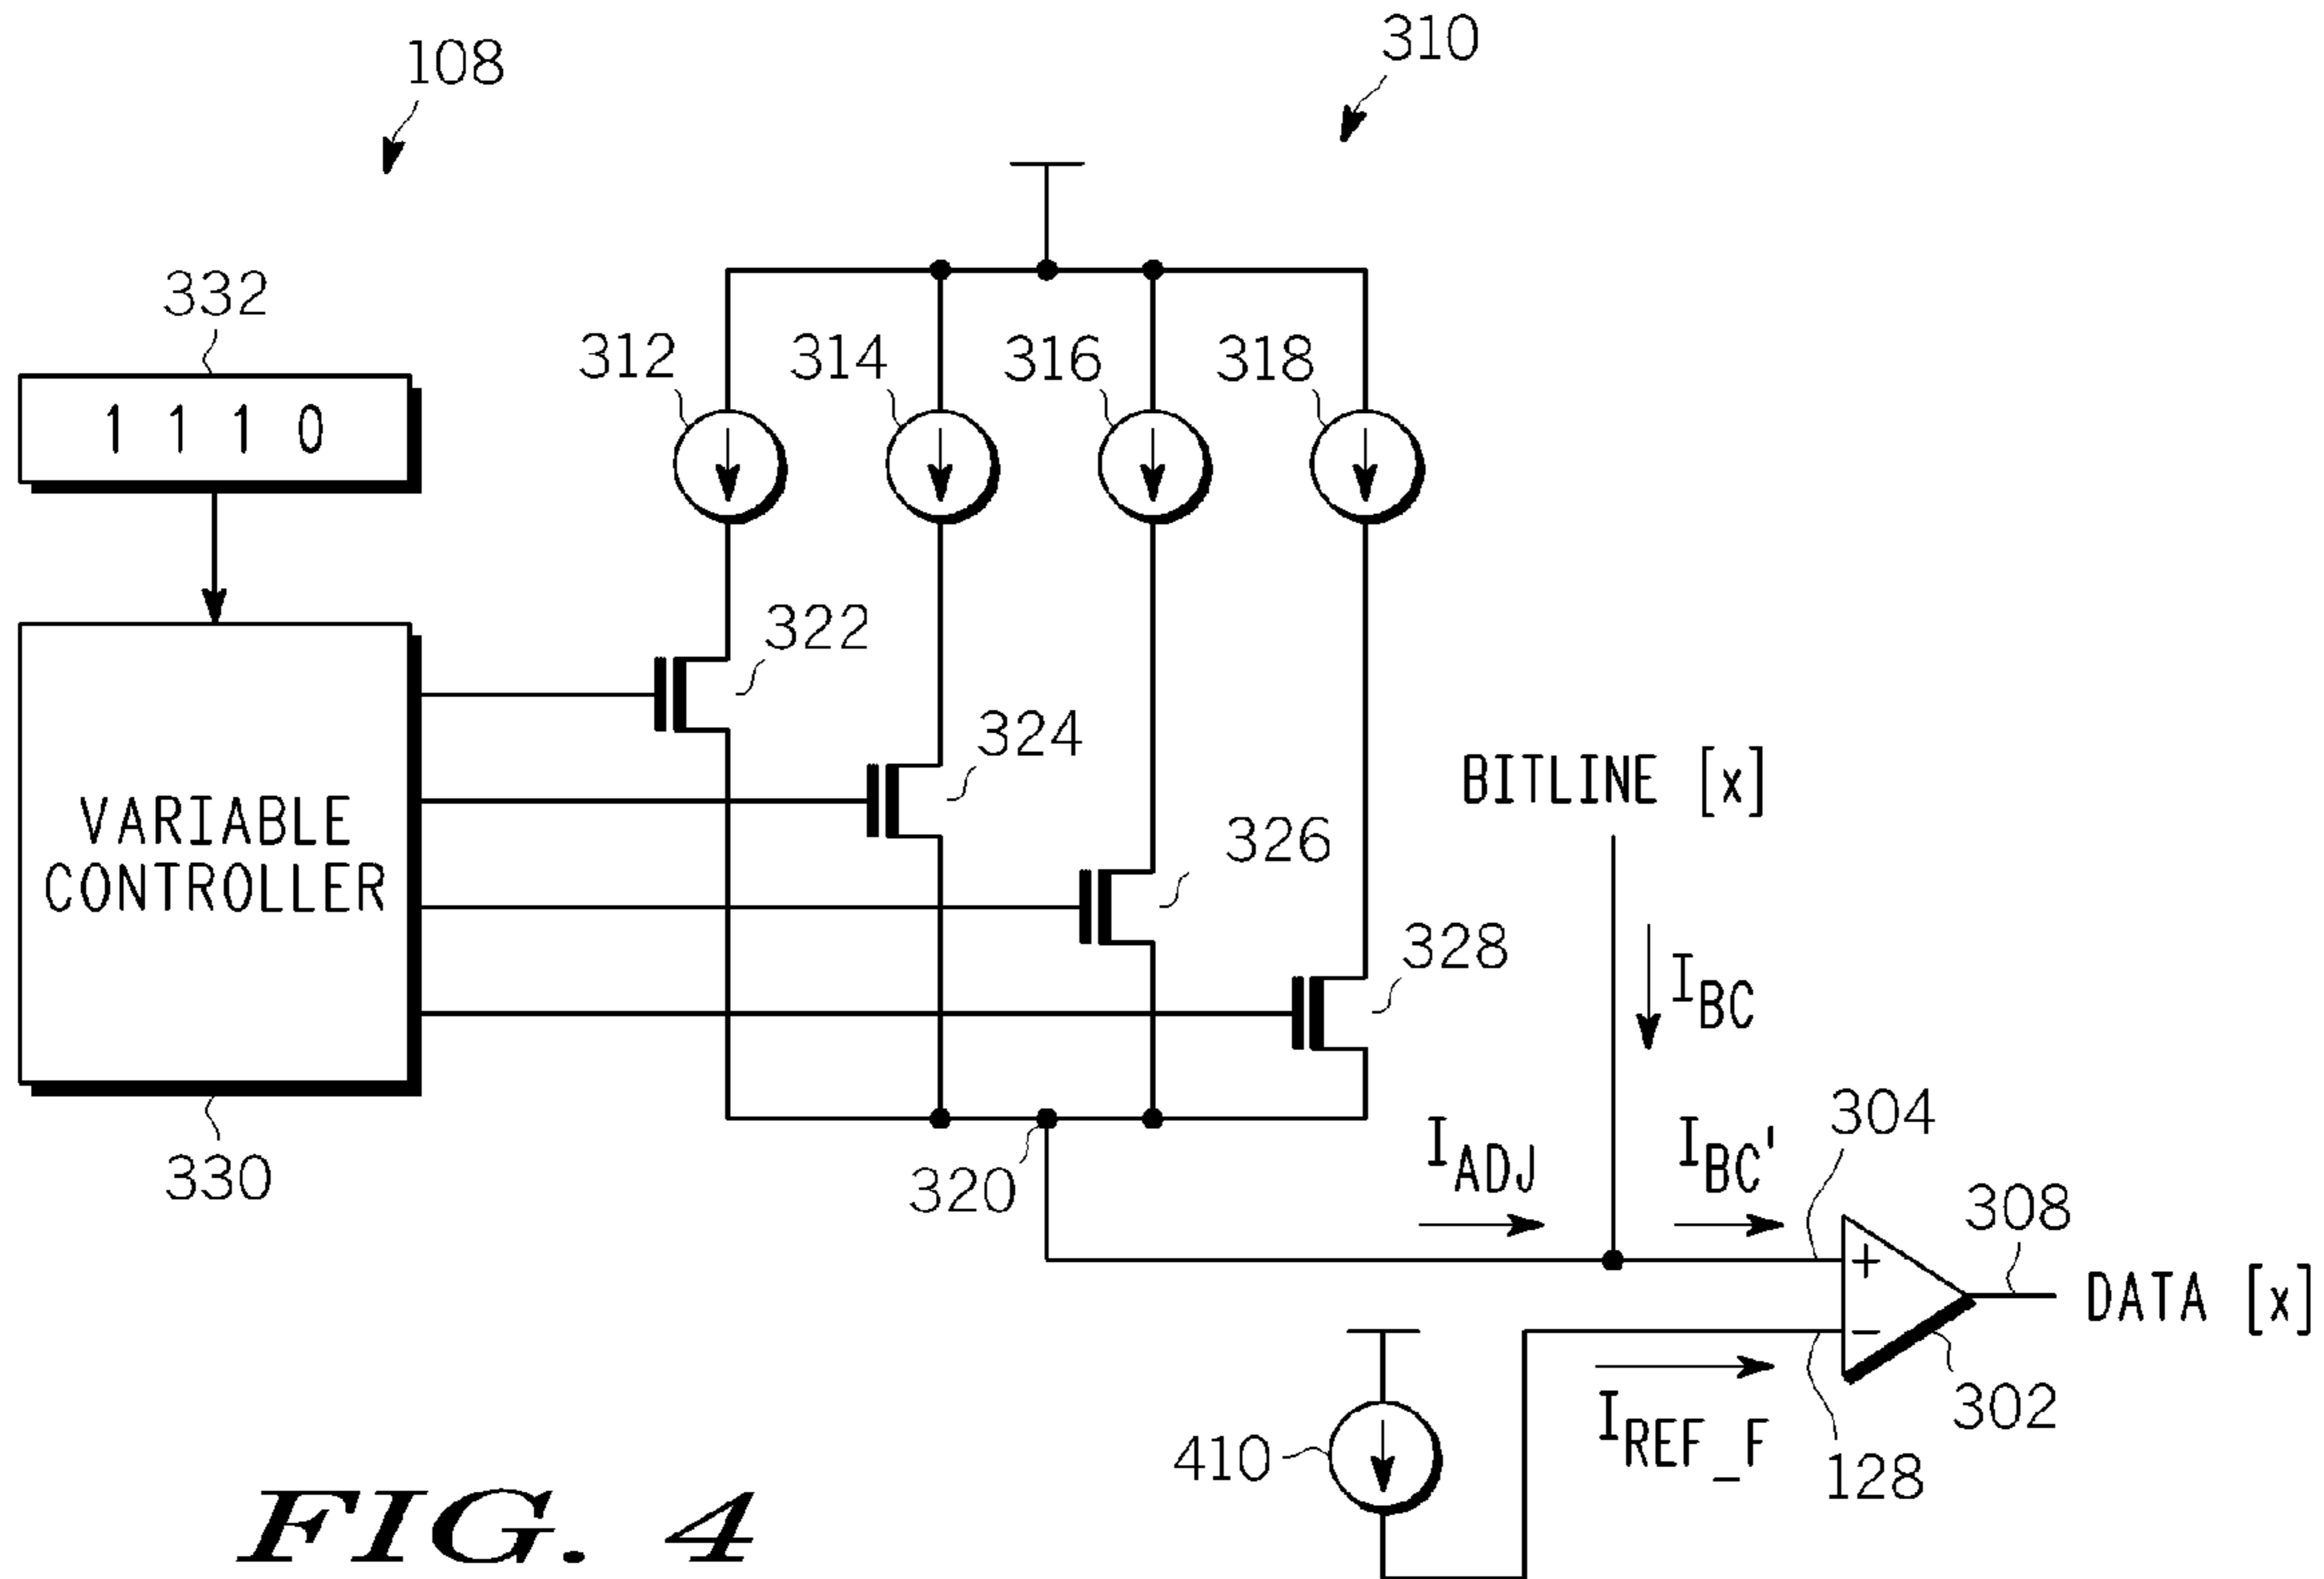 108
310
332
1 1 1 0
312
314
316
318
322
324
326
328
VARIABLE
CONTROLLER
330
320
BITLINE [x]
I_BC
I_ADJ
I_BC'
304
+
−
308
DATA [x]
302
128
I_REF_F
410
FIG. 4